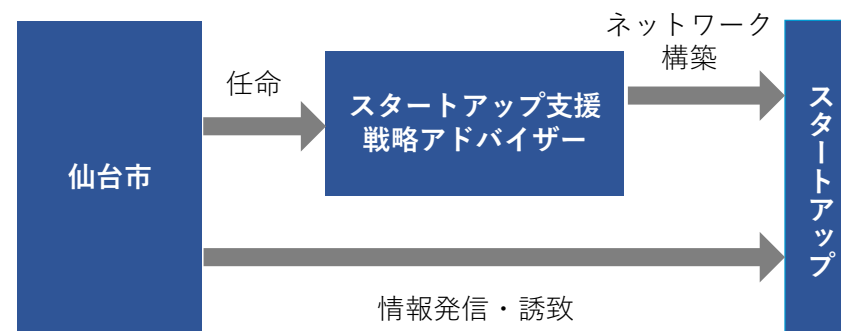 ネットワーク
構築
任命
スタートアップ支援
戦略アドバイザー
仙台市
スタートアップ
情報発信・誘致